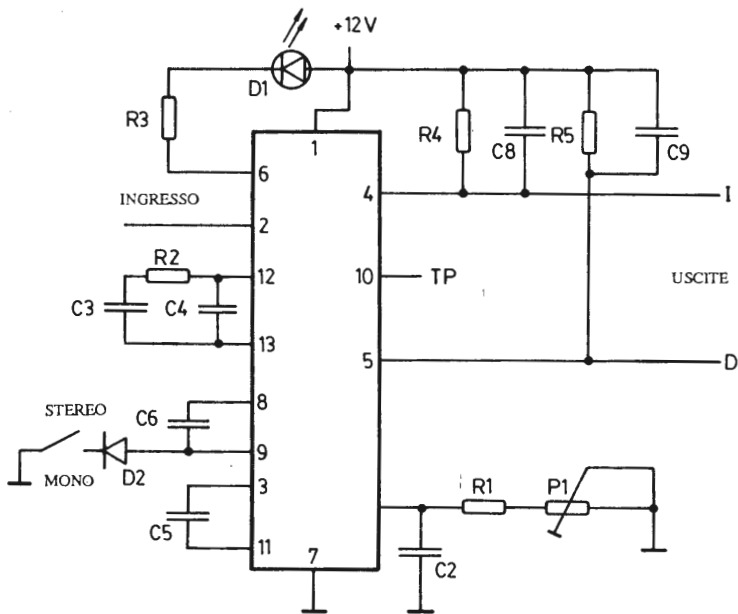 +12V
D1
R3
1
R4
C8
R5
C9
6
4
I
INGRESSO
2
R2
12
10
TP
USCITE
C3
C4
13
5
D
8
STEREO
C6
9
MONO
D2
3
R1
P1
C5
11
7
C2